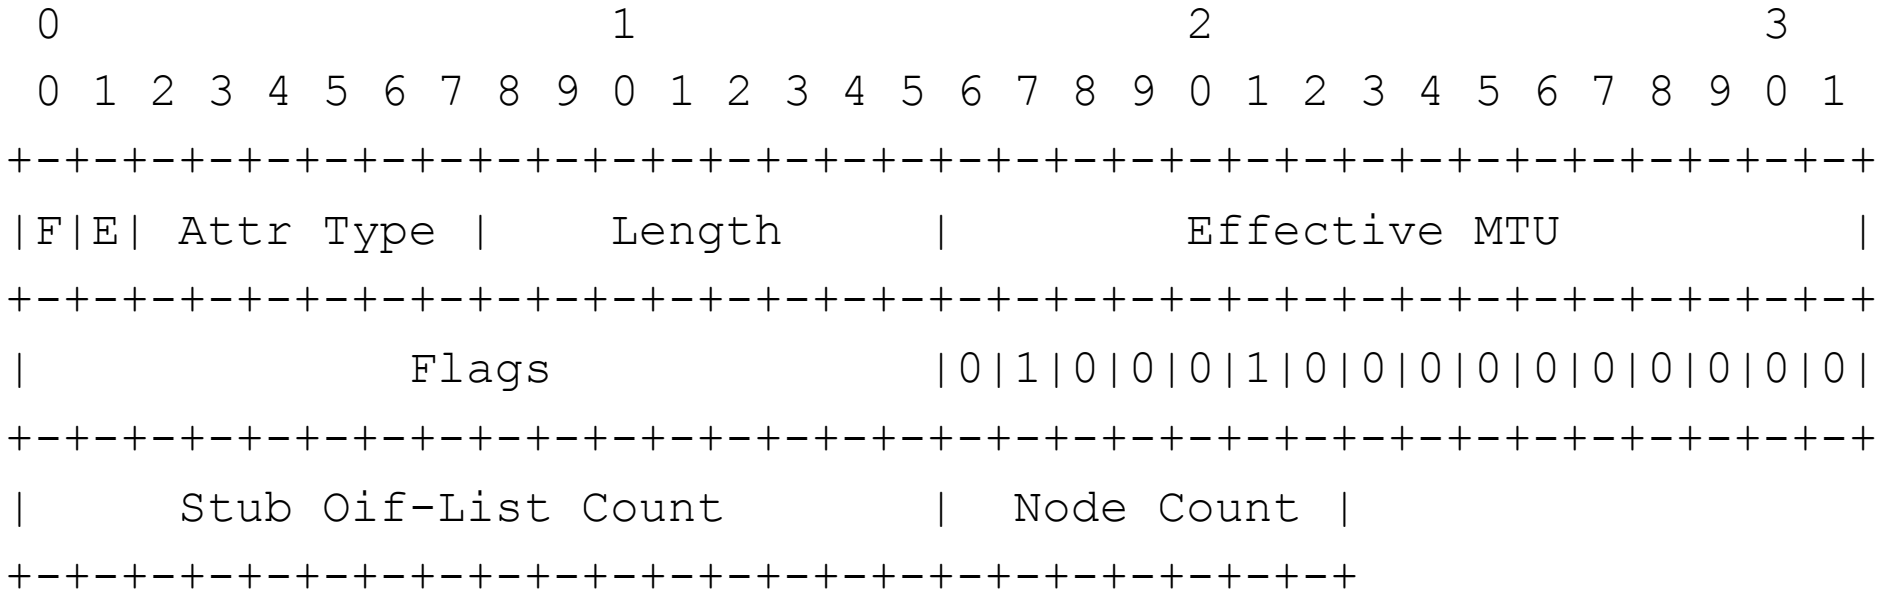 0                   1                   2                   3
 0 1 2 3 4 5 6 7 8 9 0 1 2 3 4 5 6 7 8 9 0 1 2 3 4 5 6 7 8 9 0 1
+-+-+-+-+-+-+-+-+-+-+-+-+-+-+-+-+-+-+-+-+-+-+-+-+-+-+-+-+-+-+-+-+
|F|E| Attr Type |    Length     |        Effective MTU          |
+-+-+-+-+-+-+-+-+-+-+-+-+-+-+-+-+-+-+-+-+-+-+-+-+-+-+-+-+-+-+-+-+
|             Flags             |0|1|0|0|0|1|0|0|0|0|0|0|0|0|0|0|
+-+-+-+-+-+-+-+-+-+-+-+-+-+-+-+-+-+-+-+-+-+-+-+-+-+-+-+-+-+-+-+-+
|     Stub Oif-List Count       |  Node Count |
+-+-+-+-+-+-+-+-+-+-+-+-+-+-+-+-+-+-+-+-+-+-+-+